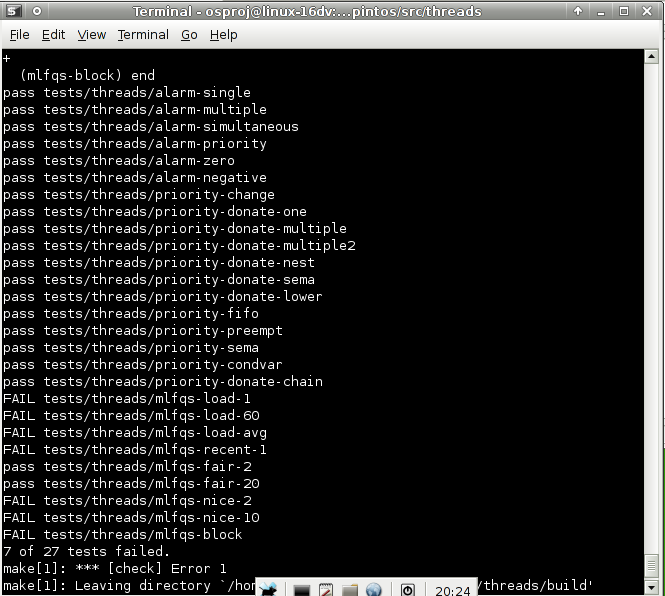 Terminal - osproj@linux-16dv:...pintos/src/threads
File Edit View Terminal Go Help
+
(mlfqs-block) end
pass tests/threads/alarm-single
pass tests/threads/alarm-multiple
pass tests/threads/alarm-simultaneous
pass tests/threads/alarm-priority
pass tests/threads/alarm-zero
pass tests/threads/alarm-negative
pass tests/threads/priority-change
pass tests/threads/priority-donate-one
pass tests/threads/priority-donate-multiple
pass tests/threads/priority-donate-multiple2
pass tests/threads/priority-donate-nest
pass tests/threads/priority-donate-sema
pass tests/threads/priority-donate-lower
pass tests/threads/priority-fifo
pass tests/threads/priority-preempt
pass tests/threads/priority-sema
pass tests/threads/priority-condvar
pass tests/threads/priority-donate-chain
FAIL tests/threads/mlfqs-load-1
FAIL tests/threads/mlfqs-load-60
FAIL tests/threads/mlfqs-load-avg
FAIL tests/threads/mlfqs-recent-1
pass tests/threads/mlfqs-fair-2
pass tests/threads/mlfqs-fair-20
FAIL tests/threads/mlfqs-nice-2
FAIL tests/threads/mlfqs-nice-10
FAIL tests/threads/mlfqs-block
7 of 27 tests failed.
make[1]: *** [check] Error 1
make[1]: Leaving directory `/hom /threads/build'
20:24